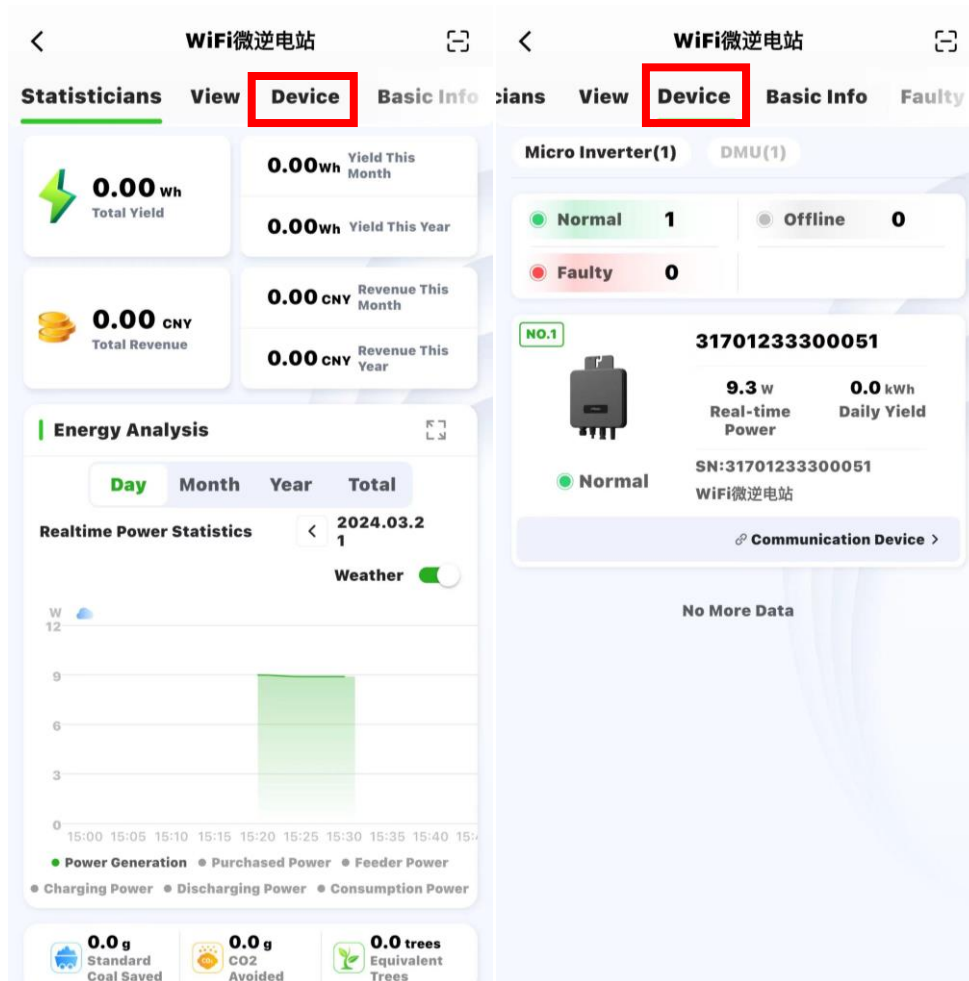 WiFi微逆电站
Statisticians View Device Basic Info
0.00 Wh
Total Yield
0.00 Wh Yield This
Month
0.00 Wh Yield This Year
0.00 CNY
Total Revenue
0.00 CNY Revenue This
Month
0.00 CNY Revenue This
Year
Energy Analysis
Day Month Year Total
Realtime Power Statistics
2024.03.2
1
Weather
W
12
9
6
3
0
15:00 15:05 15:10 15:15 15:20 15:25 15:30 15:35 15:40 15:
Power Generation Purchased Power Feeder Power
Charging Power Discharging Power Consumption Power
0.0 g
Standard
Coal Saved
CO2
0.0 g
CO2
Avoided
0.0 trees
Equivalent
Trees
WiFi微逆电站
cians View Device Basic Info Faulty
Micro Inverter(1) DMU(1)
Normal 1 Offline 0
Faulty 0
NO.1
31701233300051
9.3 W
Real-time
Power
0.0 kWh
Daily Yield
Normal
SN:31701233300051
WiFi微逆电站
Communication Device >
No More Data